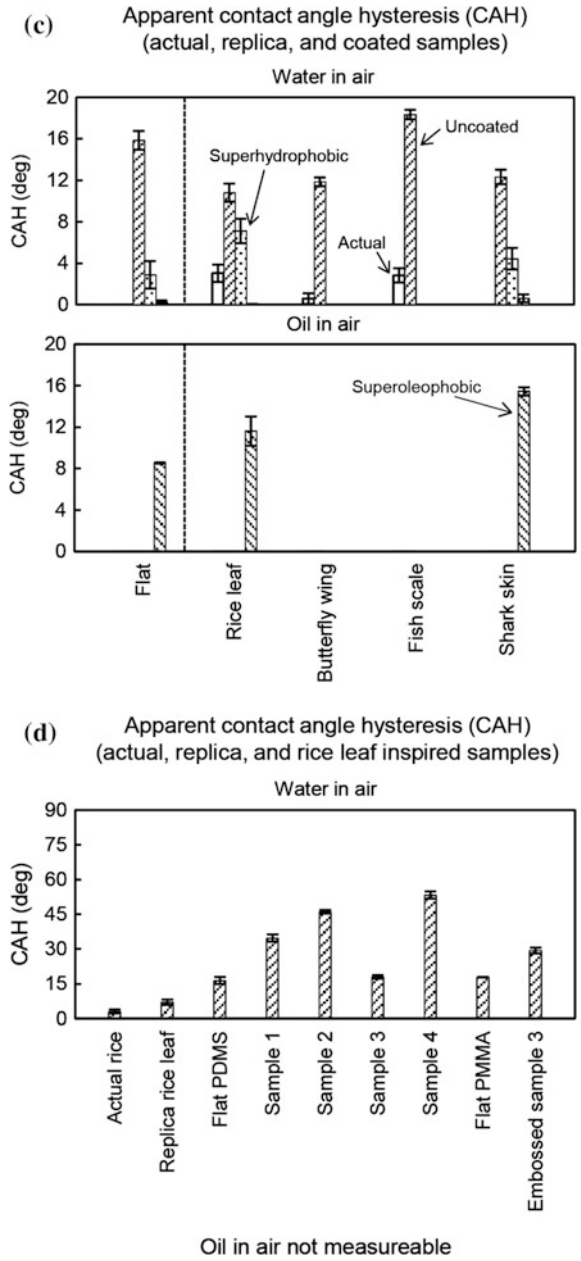 (c) Apparent contact angle hysteresis (CAH)
(actual, replica, and coated samples)
Water in air
CAH (deg)
20
16
12
8
4
0
Superhydrophobic
Uncoated
Actual
Oil in air
CAH (deg)
20
16
12
8
4
0
Superoleophobic
Flat
Rice leaf
Butterfly wing
Fish scale
Shark skin
(d) Apparent contact angle hysteresis (CAH)
(actual, replica, and rice leaf inspired samples)
Water in air
CAH (deg)
90
75
60
45
30
15
0
Actual rice
Replica rice leaf
Flat PDMS
Sample 1
Sample 2
Sample 3
Sample 4
Flat PMMA
Embossed sample 3
Oil in air not measureable